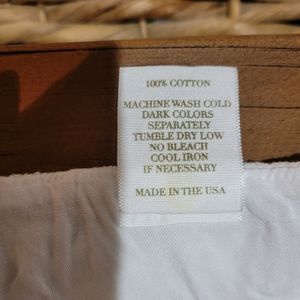 100% COTTON
MACHINE WASH COLD
DARK COLORS
SEPARATELY
TUMBLE DRY LOW
NO BLEACH
COOL IRON
IF NECESSARY
MADE IN THE USA